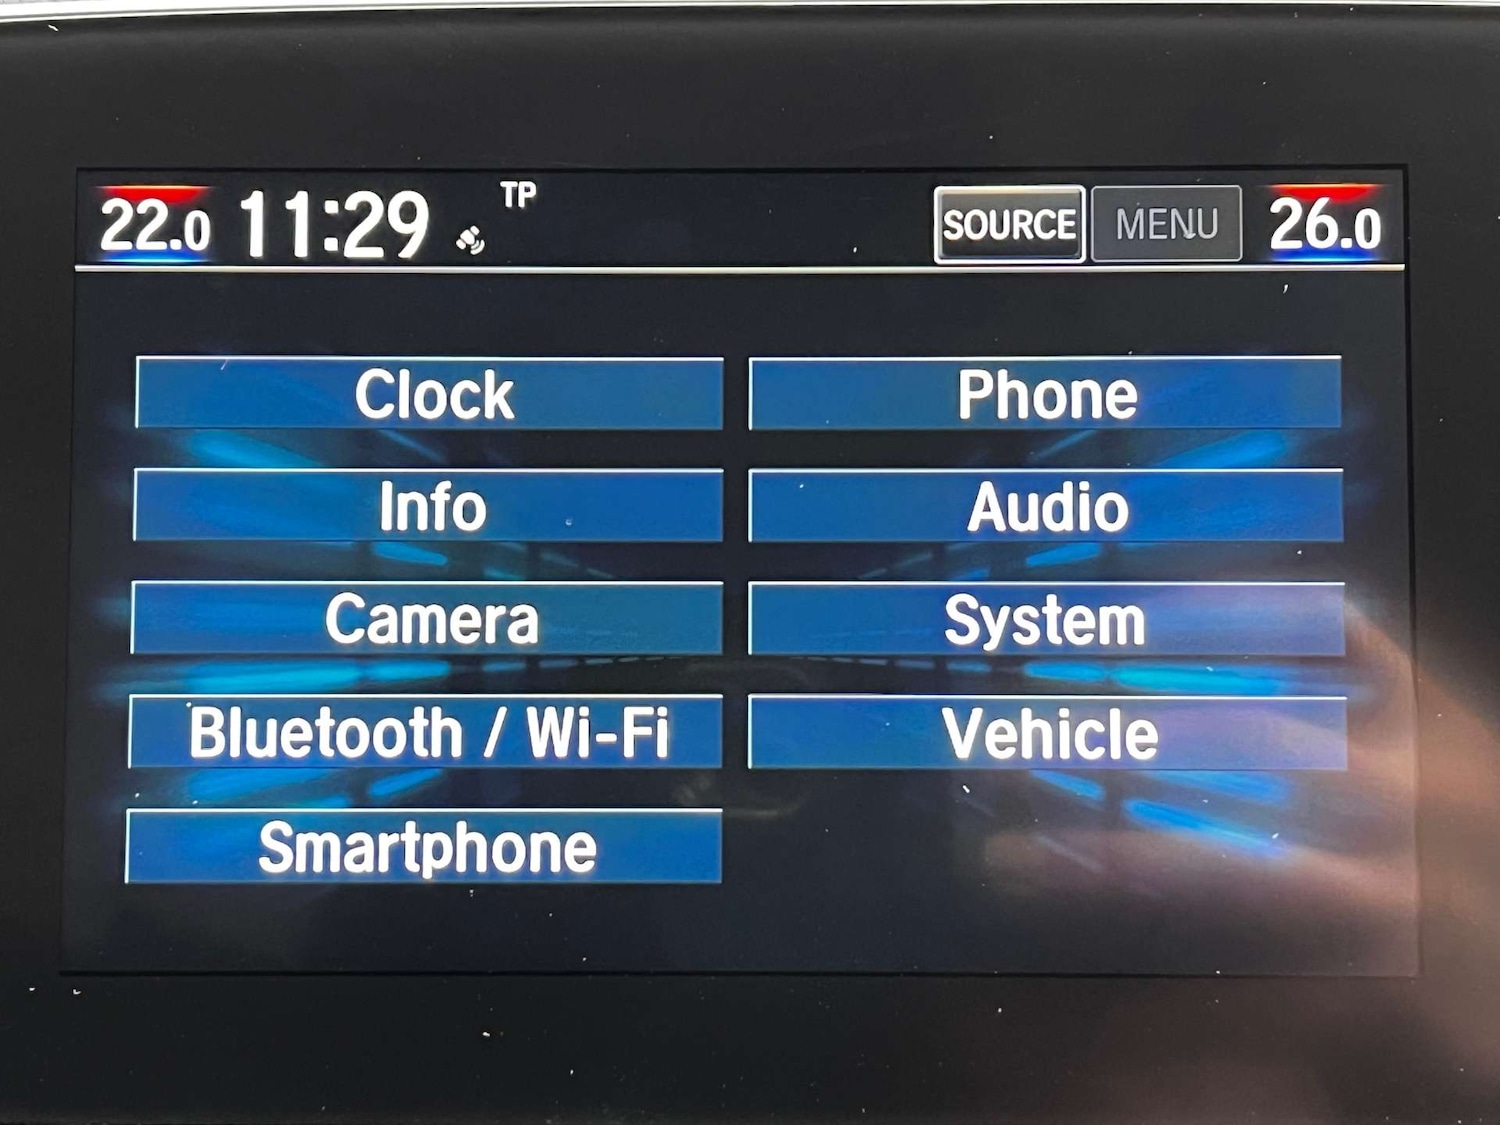 22.0 11:29 TP SOURCE MENU 26.0
Clock Phone
Info Audio
Camera System
Bluetooth / Wi-Fi Vehicle
Smartphone